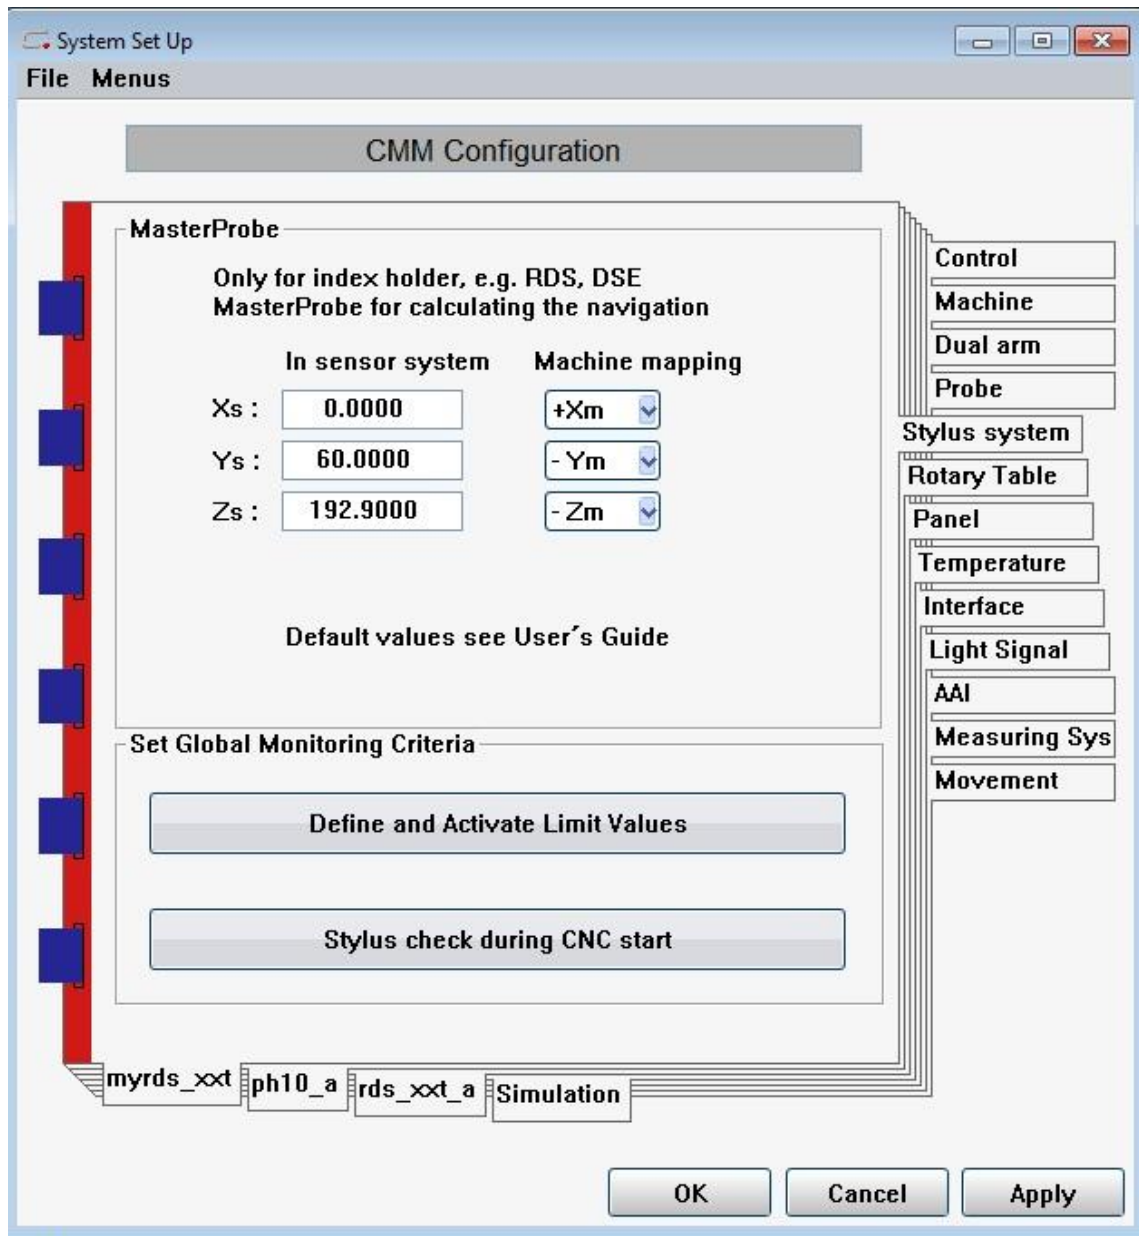 System Set Up
File Menus
CMM Configuration
MasterProbe
Only for index holder, e.g. RDS, DSE
MasterProbe for calculating the navigation
In sensor system Machine mapping
Xs : 0.0000 +Xm
Ys : 60.0000 - Ym
Zs : 192.9000 - Zm
Default values see User´s Guide
Set Global Monitoring Criteria
Define and Activate Limit Values
Stylus check during CNC start
Control
Machine
Dual arm
Probe
Stylus system
Rotary Table
Panel
Temperature
Interface
Light Signal
AAI
Measuring Sys
Movement
myrds_xxt ph10_a rds_xxt_a Simulation
OK Cancel Apply